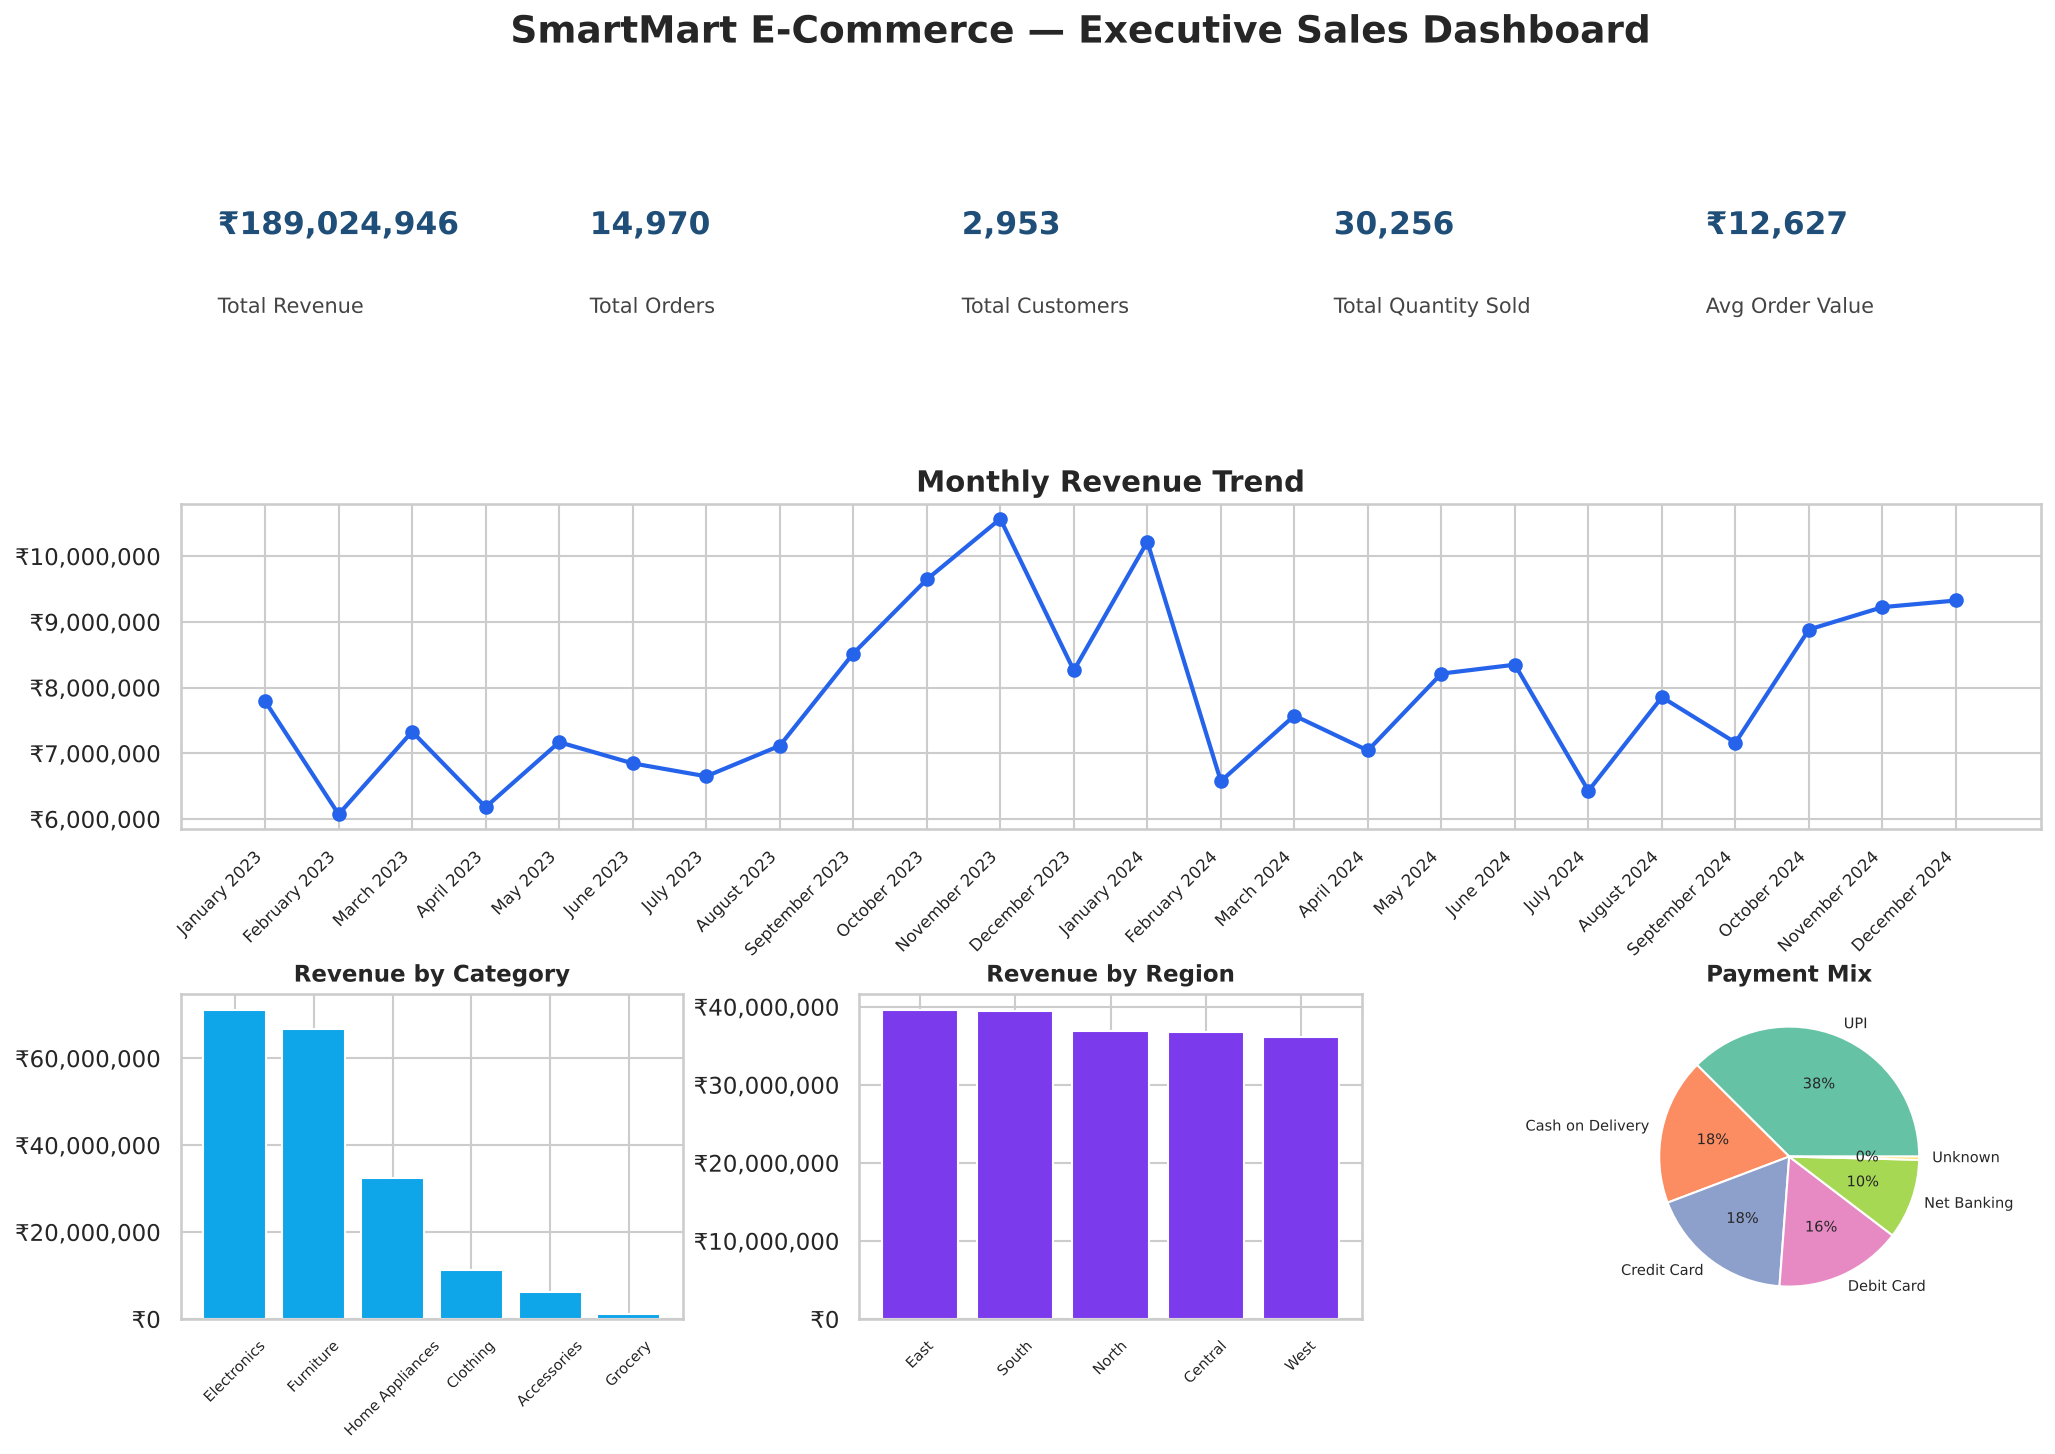 SmartMart E-Commerce — Executive Sales Dashboard
₹189,024,946
14,970
2,953
30,256
₹12,627
Total Revenue
Total Orders
Total Customers
Total Quantity Sold
Avg Order Value
Monthly Revenue Trend
₹10,000,000
₹9,000,000
₹8,000,000
₹7,000,000
₹6,000,000
January 2023
February 2023
March 2023
April 2023
May 2023
June 2023
July 2023
August 2023
September 2023
October 2023
November 2023
December 2023
January 2024
February 2024
March 2024
April 2024
May 2024
June 2024
July 2024
August 2024
September 2024
October 2024
November 2024
December 2024
Revenue by Category
₹60,000,000
₹40,000,000
₹20,000,000
₹0
Electronics
Furniture
Home Appliances
Clothing
Accessories
Grocery
Revenue by Region
₹40,000,000
₹30,000,000
₹20,000,000
₹10,000,000
₹0
East
South
North
Central
West
Payment Mix
UPI
38%
Cash on Delivery
18%
Credit Card
18%
Debit Card
16%
Net Banking
10%
Unknown
0%